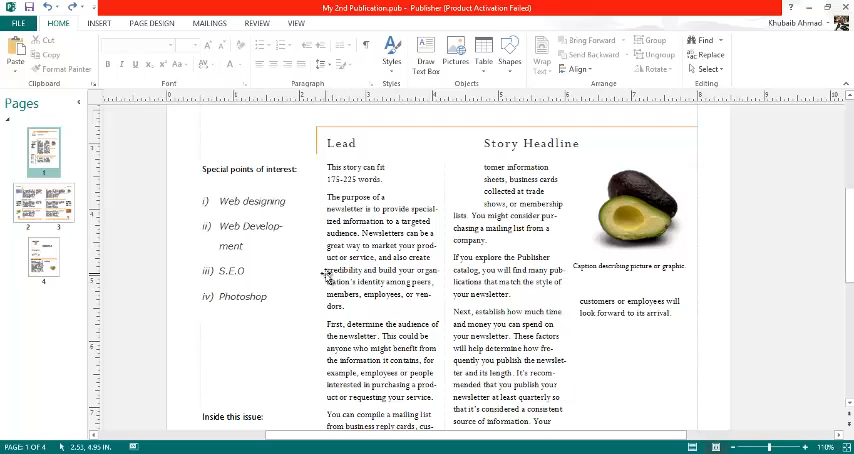 My 2nd Publication.pub - Publisher (Product Activation Failed)
FILE HOME INSERT PAGE DESIGN MAILINGS REVIEW VIEW
Khubaib Ahmad
Paste
Cut
Copy
Format Painter
Clipboard
Font
Paragraph
Styles
Styles
Draw Text Box
Pictures
Table
Shapes
Objects
Wrap Text
Bring Forward
Send Backward
Align
Group
Ungroup
Rotate
Arrange
Find
Replace
Select
Editing
Pages
1
2 3
4
Lead Story Headline
Special points of interest:
i) Web designing
ii) Web Develop-
ment
iii) S.E.O
iv) Photoshop
Inside this issue:
This story can fit
175-225 words.
The purpose of a
newsletter is to provide special-
ized information to a targeted
audience. Newsletters can be a
great way to market your prod-
uct or service, and also create
credibility and build your organ-
ization's identity among peers,
members, employees, or ven-
dors.
First, determine the audience of
the newsletter. This could be
anyone who might benefit from
the information it contains, for
example, employees or people
interested in purchasing a prod-
uct or requesting your service.
You can compile a mailing list
from business reply cards, cus-
tomer information
sheets, business cards
collected at trade
shows, or membership
lists. You might consider pur-
chasing a mailing list from a
company.
If you explore the Publisher
catalog, you will find many pub-
lications that match the style of
your newsletter.
Next, establish how much time
and money you can spend on
your newsletter. These factors
will help determine how fre-
quently you publish the newslet-
ter and its length. It's recom-
mended that you publish your
newsletter at least quarterly so
that it's considered a consistent
source of information. Your
Caption describing picture or graphic.
customers or employees will
look forward to its arrival.
PAGE: 1 OF 4
2.53, 4.95 IN.
110%